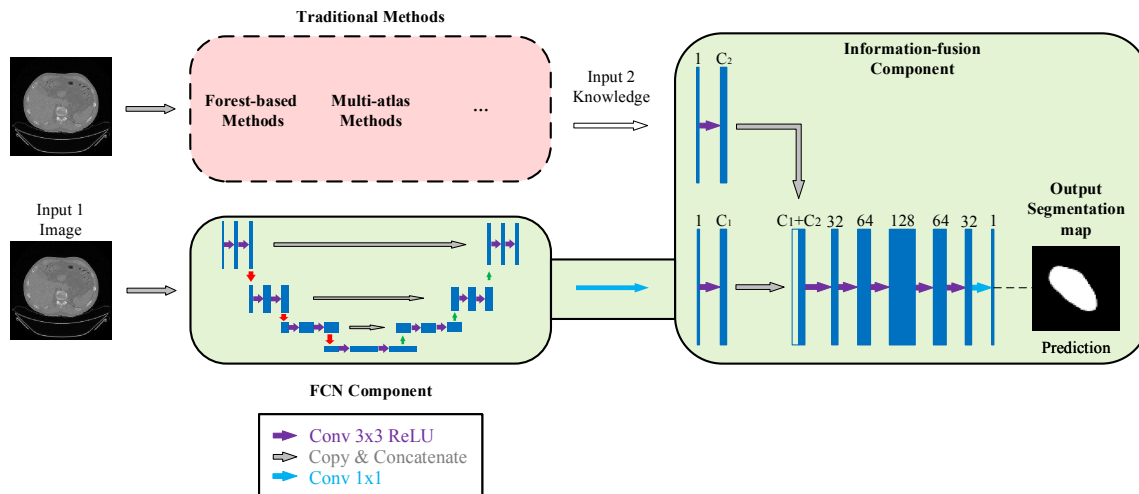 Traditional Methods
Forest-based
Methods
Multi-atlas
Methods
...
Input 2
Knowledge
Information-fusion
Component
1 C₂
Input 1
Image
1 C₁
C₁+C₂ 32 64 128 64 32 1
Output
Segmentation
map
Prediction
FCN Component
Conv 3x3 ReLU
Copy & Concatenate
Conv 1x1